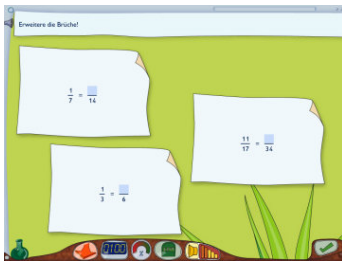 Erweitere die Brüche!
1/7 = /14
11/17 = /34
1/3 = /6